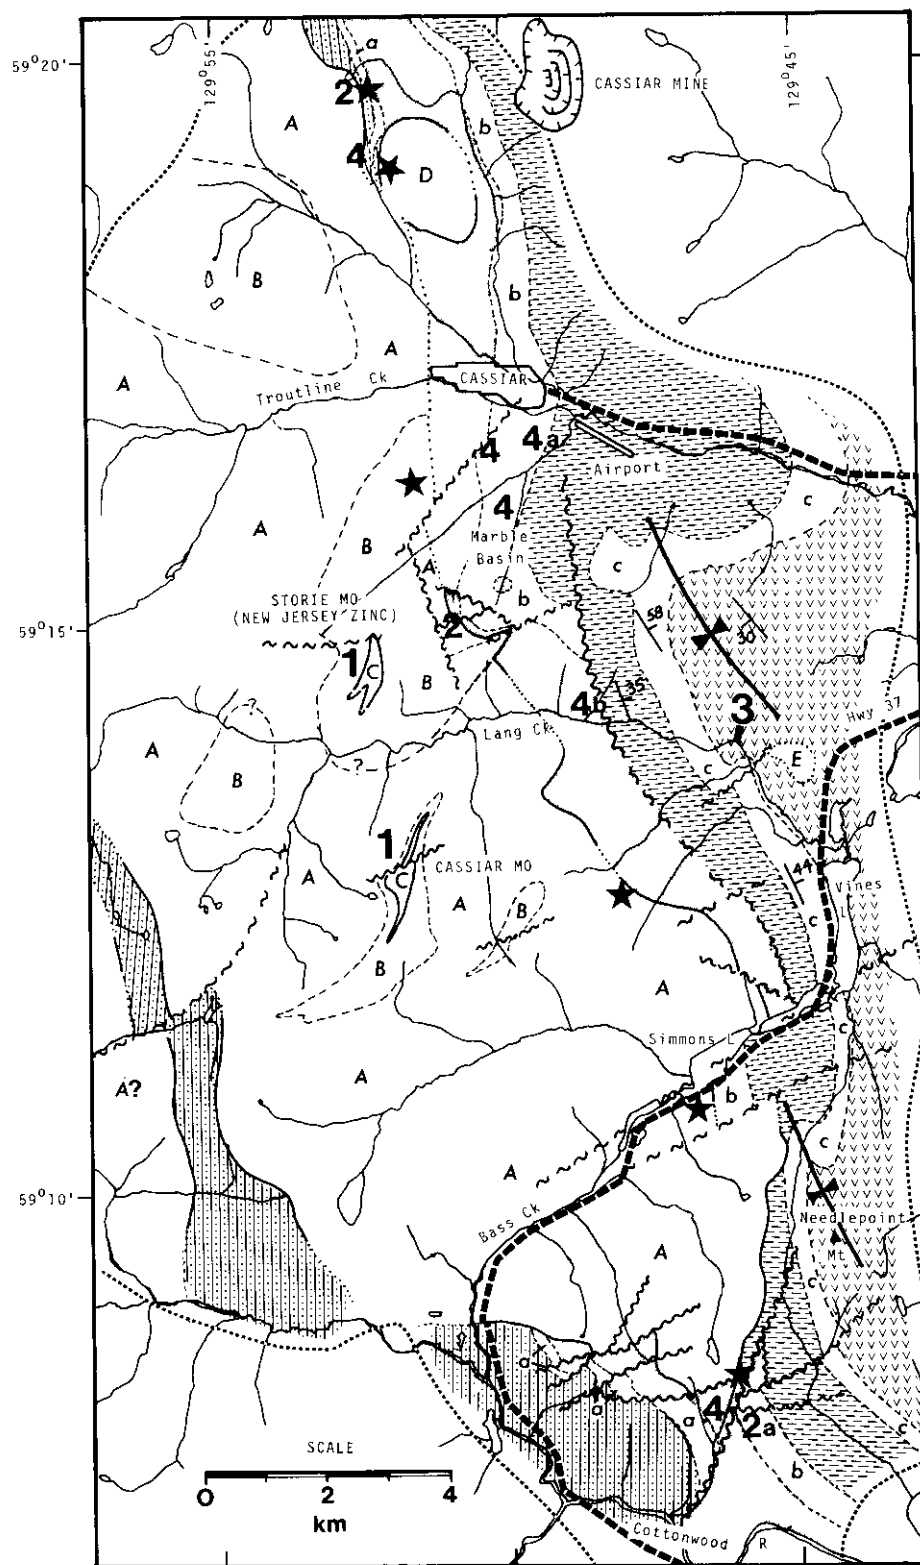 59° 20'
129° 55'
129° 45'
a
2
3
CASSIAR MINE
A
b
4
D
B
b
A
A
CASSIAR
Troutline Ck
4
4a
Airport
4
c
A
B
Marble
Basin
A
c
STORIE MO
(NEW JERSEY ZINC)
b
59° 15'
58
30
2
b
1
C
B
35
4b
3
Hwy 37
Lang Ck
A
B
?
c
E
1
C
CASSIAR MO
44
Vines
L
A
A
B
c
B
A
Simmons L
c
A
A?
b
c
A
59° 10'
Bass Ck
Needlepoint
Mt
A
c
a
a
a
4
2a
c
b
SCALE
0 2 4
km
Cottonwood R